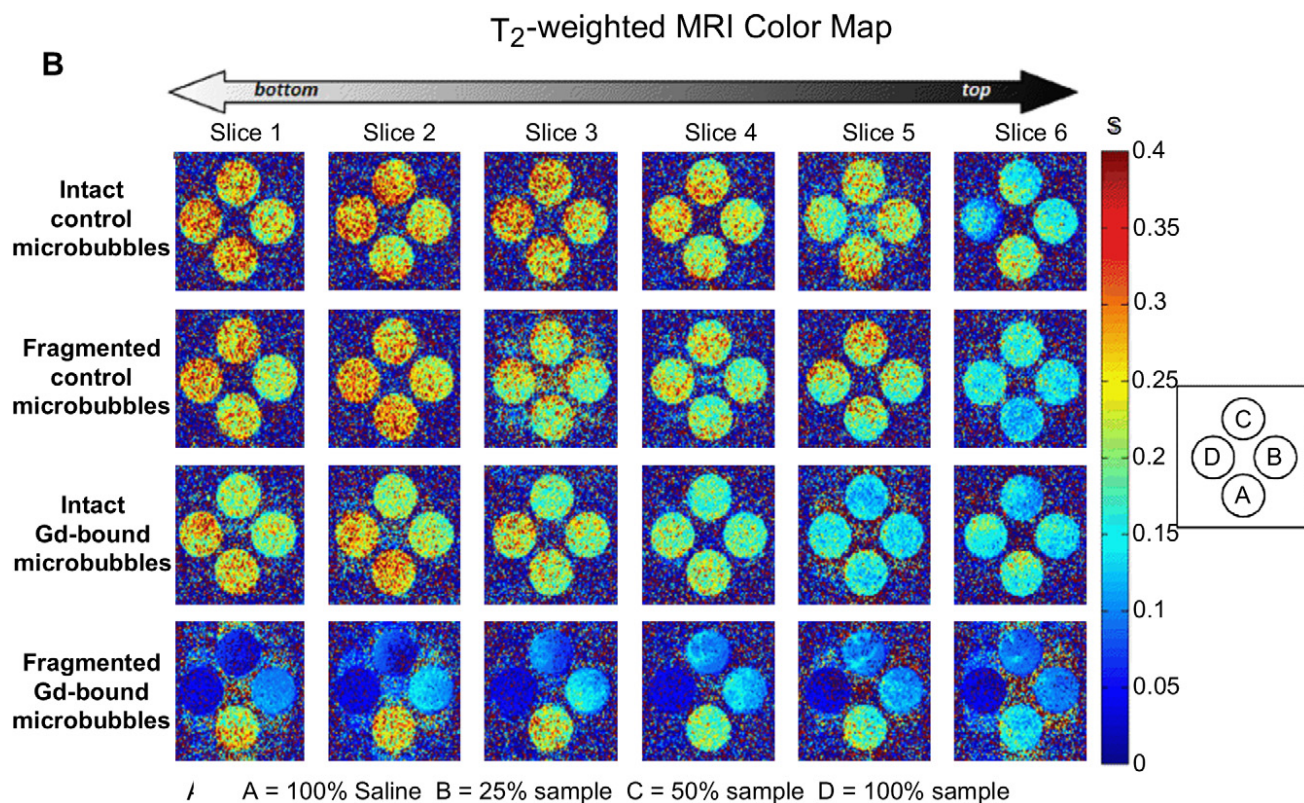 T2-weighted MRI Color Map
B
bottom top
Slice 1 Slice 2 Slice 3 Slice 4 Slice 5 Slice 6
Intact
control
microbubbles
Fragmented
control
microbubbles
Intact
Gd-bound
microbubbles
Fragmented
Gd-bound
microbubbles
S
0.4
0.35
0.3
0.25
0.2
0.15
0.1
0.05
0
C
D B
A
A = 100% Saline B = 25% sample C = 50% sample D = 100% sample